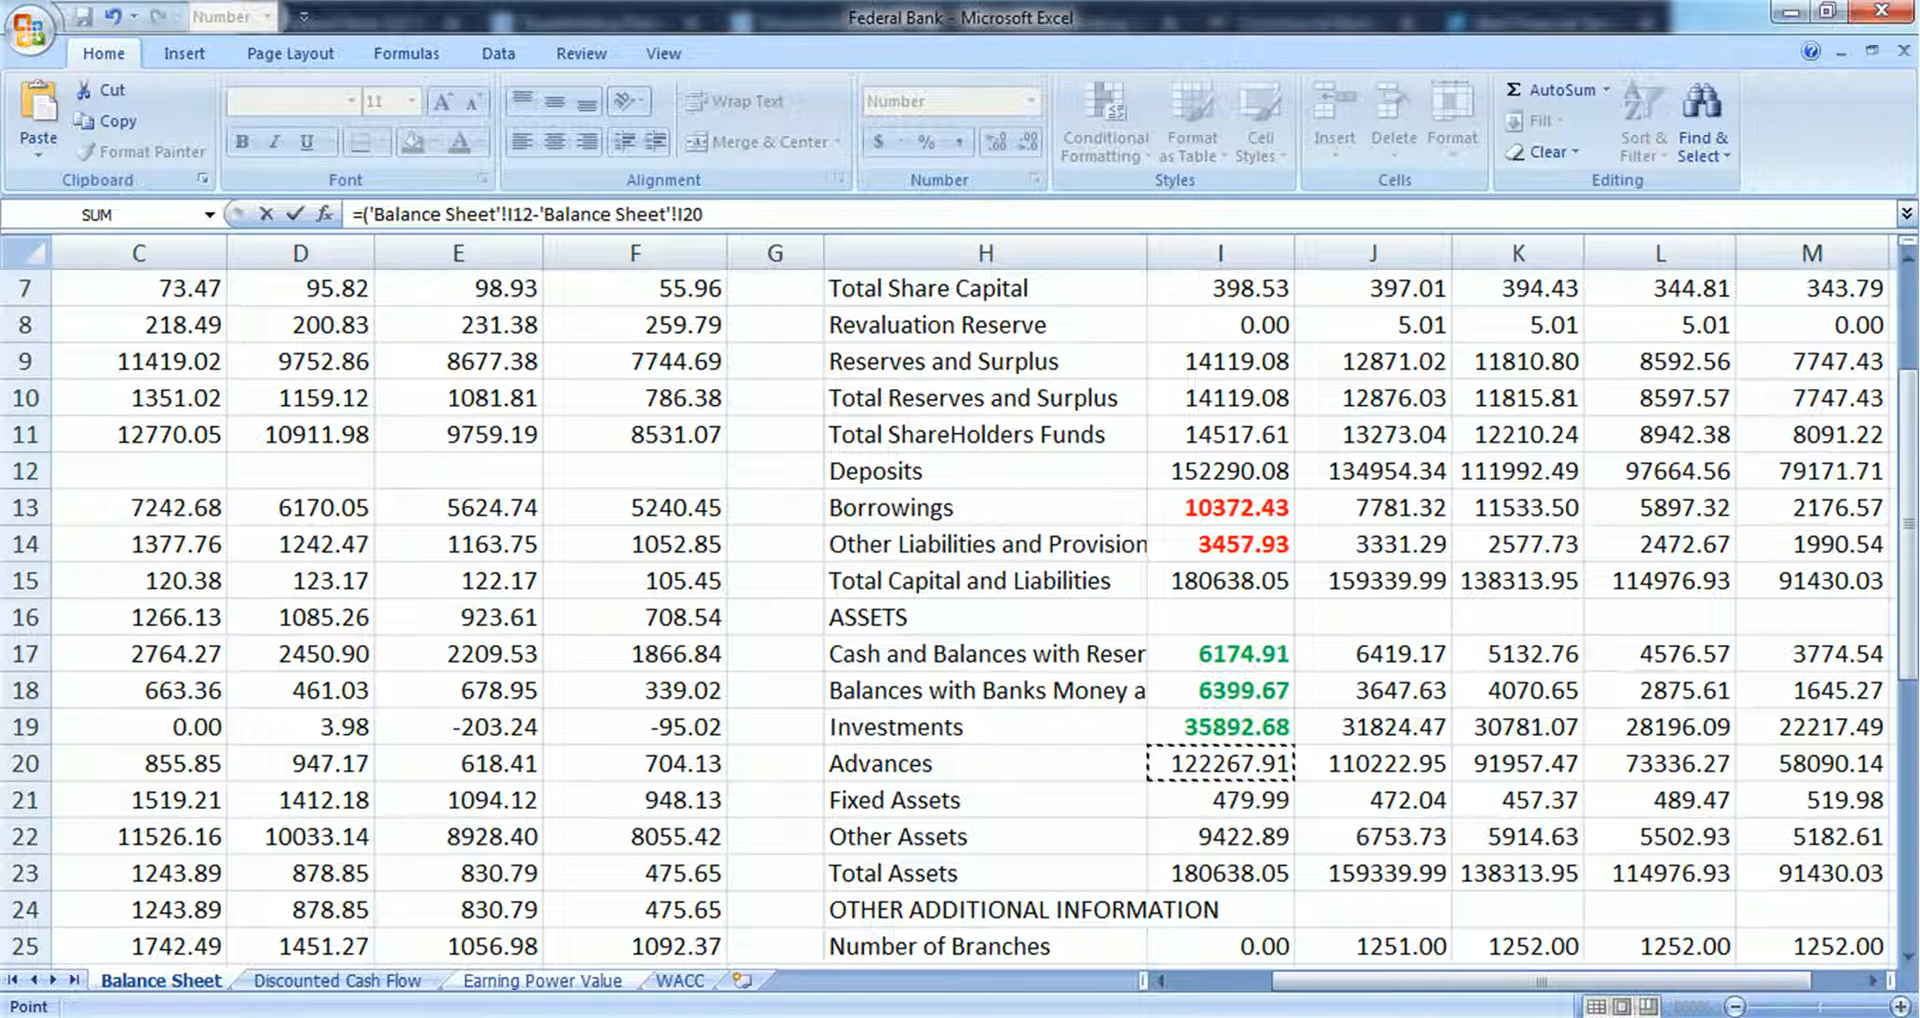 Number
Federal Bank - Microsoft Excel
Home Insert Page Layout Formulas Data Review View
Paste
Cut
Copy
Format Painter
Clipboard
11 A A
B I U A
Font
Wrap Text
Merge & Center
Alignment
Number
$ % ,
Number
Conditional Formatting
Format as Table
Cell Styles
Styles
Insert Delete Format
Cells
Σ AutoSum
Fill
Clear
Sort & Filter
Find & Select
Editing
SUM fx =('Balance Sheet'!I12-'Balance Sheet'!I20
C D E F G H I J K L M
7 73.47 95.82 98.93 55.96 Total Share Capital 398.53 397.01 394.43 344.81 343.79
8 218.49 200.83 231.38 259.79 Revaluation Reserve 0.00 5.01 5.01 5.01 0.00
9 11419.02 9752.86 8677.38 7744.69 Reserves and Surplus 14119.08 12871.02 11810.80 8592.56 7747.43
10 1351.02 1159.12 1081.81 786.38 Total Reserves and Surplus 14119.08 12876.03 11815.81 8597.57 7747.43
11 12770.05 10911.98 9759.19 8531.07 Total ShareHolders Funds 14517.61 13273.04 12210.24 8942.38 8091.22
12 Deposits 152290.08 134954.34 111992.49 97664.56 79171.71
13 7242.68 6170.05 5624.74 5240.45 Borrowings 10372.43 7781.32 11533.50 5897.32 2176.57
14 1377.76 1242.47 1163.75 1052.85 Other Liabilities and Provision 3457.93 3331.29 2577.73 2472.67 1990.54
15 120.38 123.17 122.17 105.45 Total Capital and Liabilities 180638.05 159339.99 138313.95 114976.93 91430.03
16 1266.13 1085.26 923.61 708.54 ASSETS
17 2764.27 2450.90 2209.53 1866.84 Cash and Balances with Reser 6174.91 6419.17 5132.76 4576.57 3774.54
18 663.36 461.03 678.95 339.02 Balances with Banks Money a 6399.67 3647.63 4070.65 2875.61 1645.27
19 0.00 3.98 -203.24 -95.02 Investments 35892.68 31824.47 30781.07 28196.09 22217.49
20 855.85 947.17 618.41 704.13 Advances 122267.91 110222.95 91957.47 73336.27 58090.14
21 1519.21 1412.18 1094.12 948.13 Fixed Assets 479.99 472.04 457.37 489.47 519.98
22 11526.16 10033.14 8928.40 8055.42 Other Assets 9422.89 6753.73 5914.63 5502.93 5182.61
23 1243.89 878.85 830.79 475.65 Total Assets 180638.05 159339.99 138313.95 114976.93 91430.03
24 1243.89 878.85 830.79 475.65 OTHER ADDITIONAL INFORMATION
25 1742.49 1451.27 1056.98 1092.37 Number of Branches 0.00 1251.00 1252.00 1252.00 1252.00
Balance Sheet Discounted Cash Flow Earning Power Value WACC
Point